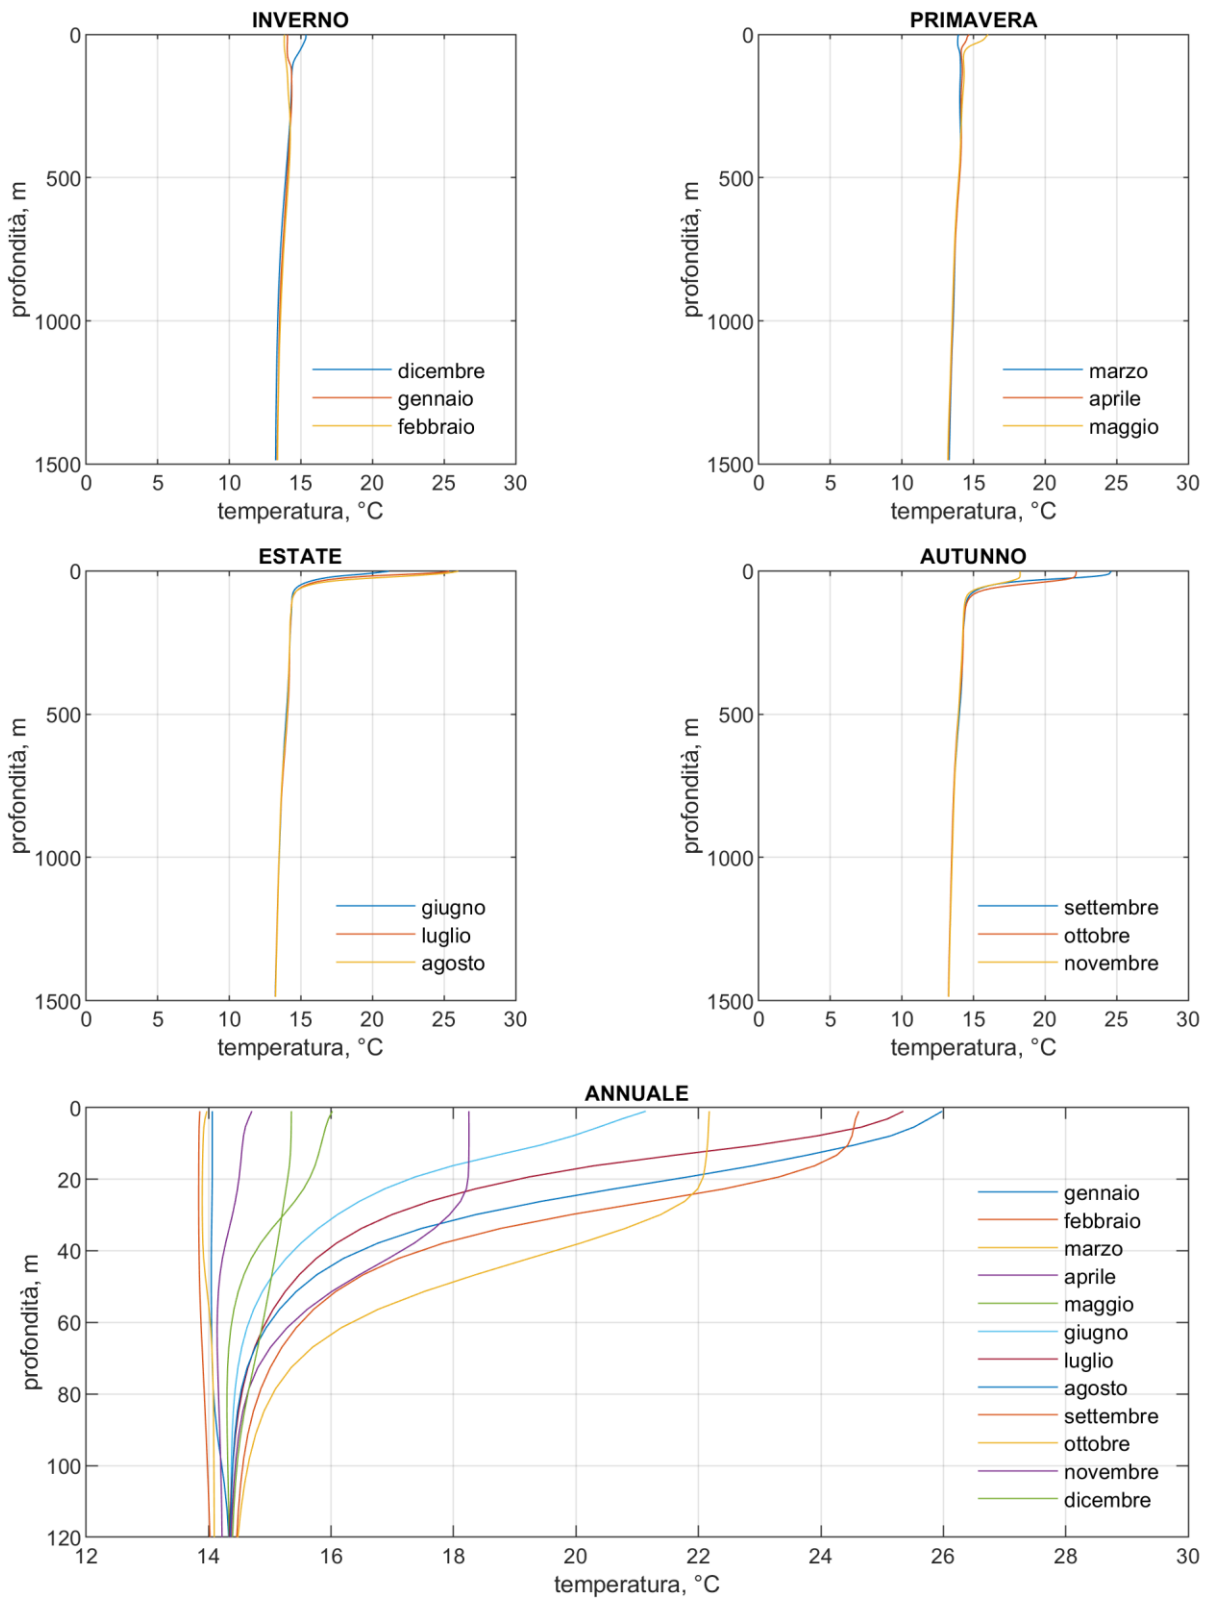 INVERNO
0
500
1000
1500
profondità, m
dicembre
gennaio
febbraio
0 5 10 15 20 25 30
temperatura, °C
PRIMAVERA
0
500
1000
1500
profondità, m
marzo
aprile
maggio
0 5 10 15 20 25 30
temperatura, °C
ESTATE
0
500
1000
1500
profondità, m
giugno
luglio
agosto
0 5 10 15 20 25 30
temperatura, °C
AUTUNNO
0
500
1000
1500
profondità, m
settembre
ottobre
novembre
0 5 10 15 20 25 30
temperatura, °C
ANNUALE
0
20
40
60
80
100
120
profondità, m
gennaio
febbraio
marzo
aprile
maggio
giugno
luglio
agosto
settembre
ottobre
novembre
dicembre
12 14 16 18 20 22 24 26 28 30
temperatura, °C